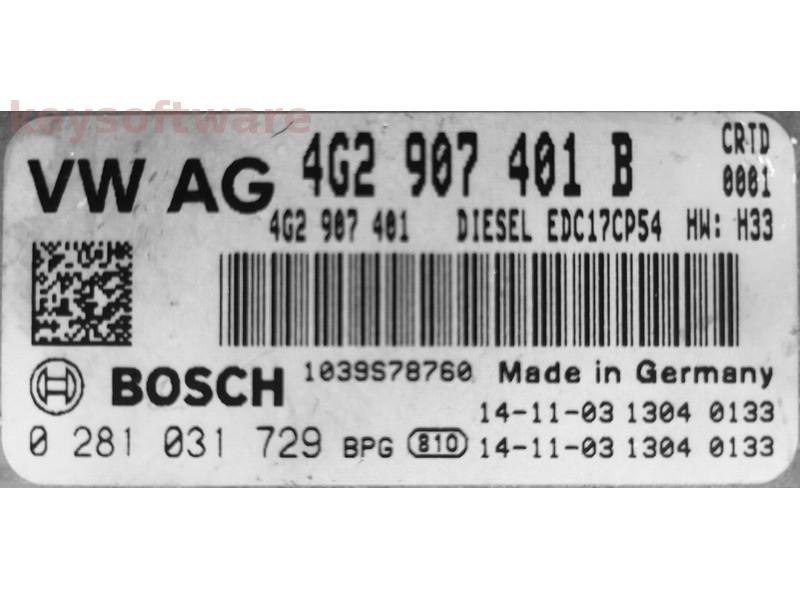 keysoftware
VW AG 4G2 907 401 B CRTD
0001
4G2 907 401 DIESEL EDC17CP54 HW: H33
BOSCH 1039S78760 Made in Germany
14-11-03 1304 0133
0 281 031 729 BPG 810 14-11-03 1304 0133